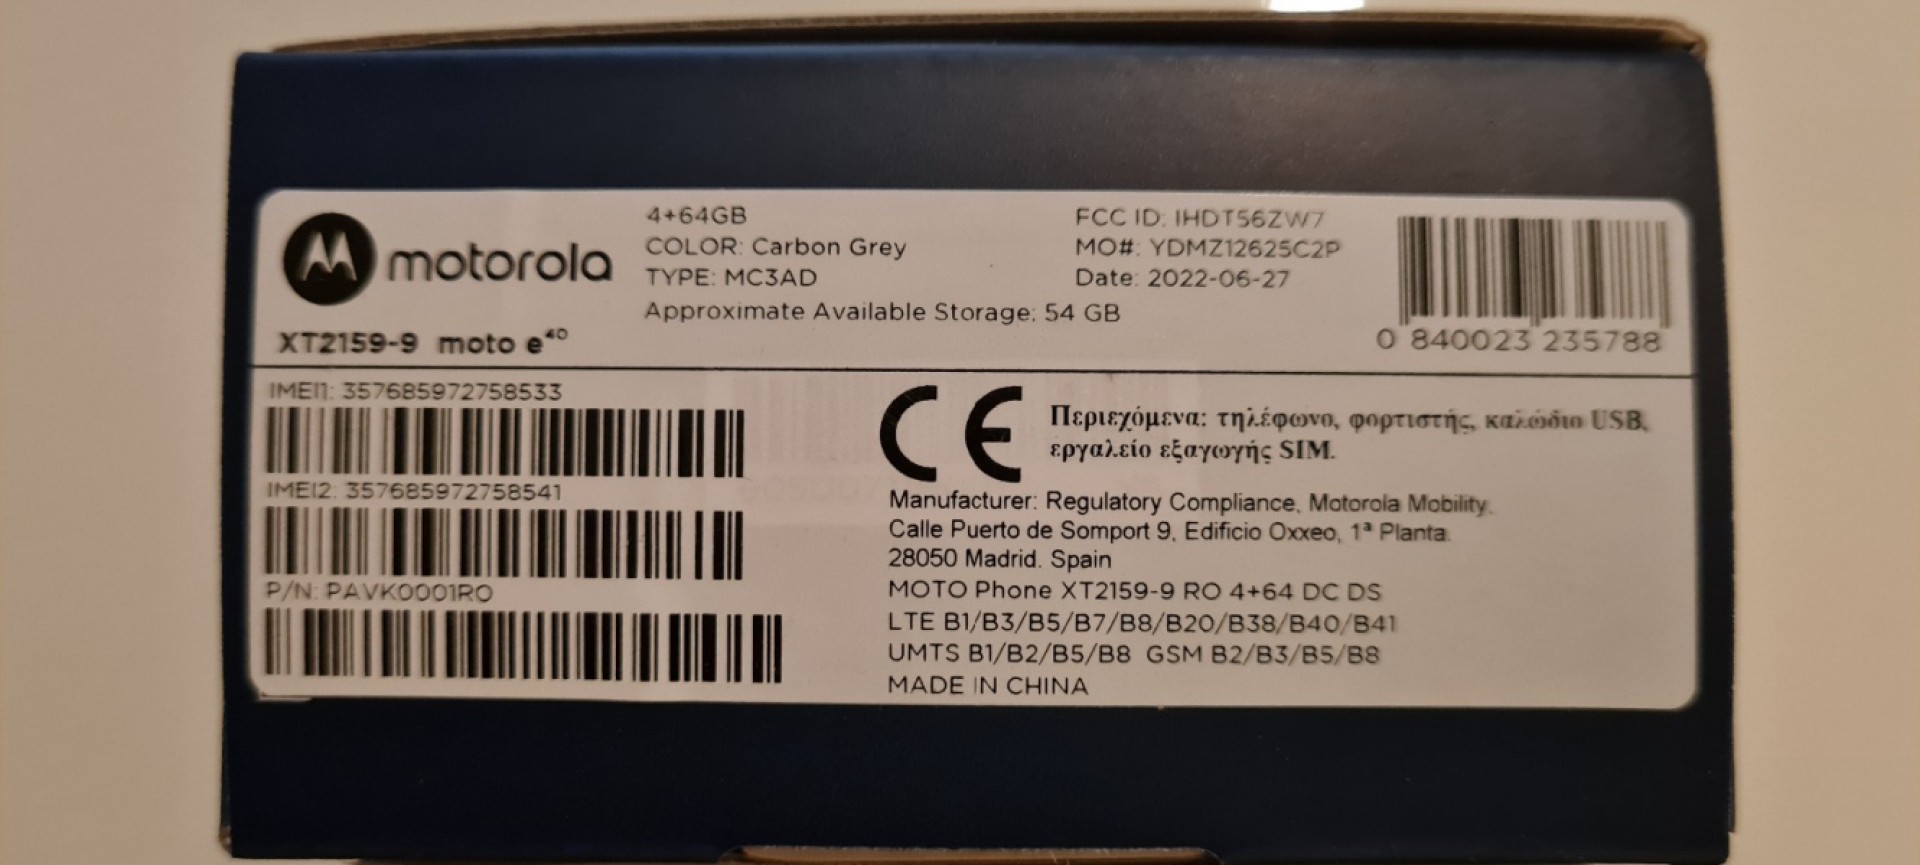 motorola
XT2159-9 moto e⁴⁰
4+64GB
COLOR: Carbon Grey
TYPE: MC3AD
Approximate Available Storage: 54 GB
FCC ID: IHDT56ZW7
MO#: YDMZ12625C2P
Date: 2022-06-27
0 840023 235788
IMEI1: 357685972758533
IMEI2: 357685972758541
P/N: PAVK0001RO
CE
Περιεχόμενα: τηλέφωνο, φορτιστής, καλώδιο USB,
εργαλείο εξαγωγής SIM.
Manufacturer: Regulatory Compliance, Motorola Mobility.
Calle Puerto de Somport 9, Edificio Oxxeo, 1ª Planta.
28050 Madrid. Spain
MOTO Phone XT2159-9 RO 4+64 DC DS
LTE B1/B3/B5/B7/B8/B20/B38/B40/B41
UMTS B1/B2/B5/B8 GSM B2/B3/B5/B8
MADE IN CHINA